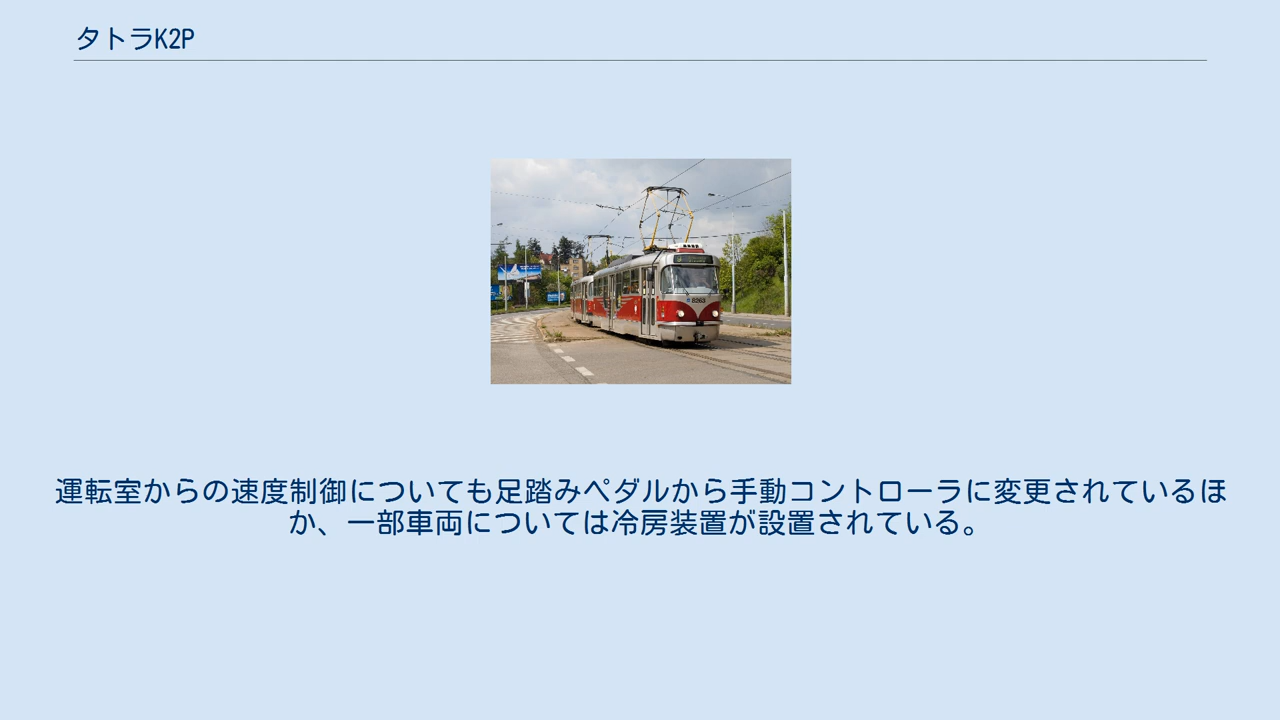 タトラK2P
8263
運転室からの速度制御についても足踏みペダルから手動コントローラに変更されているほ
か、一部車両については冷房装置が設置されている。